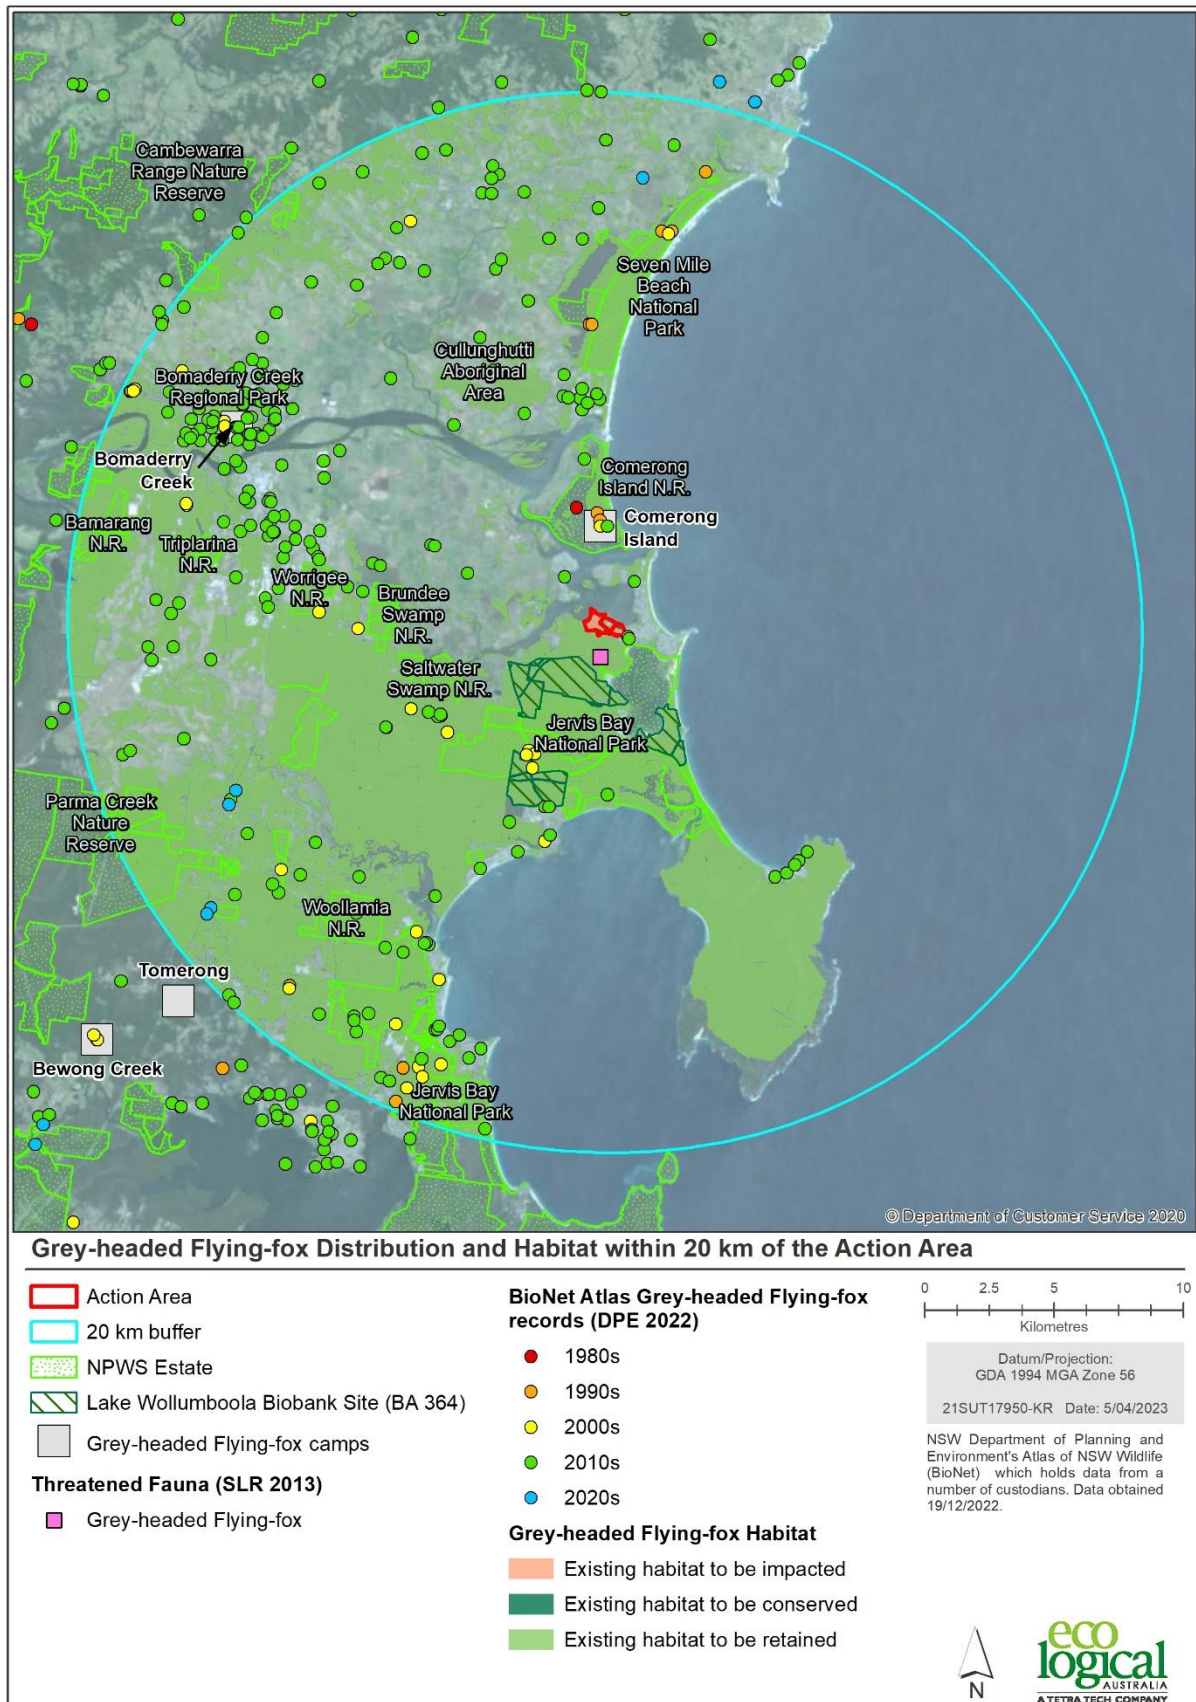 Cambewarra
Range Nature
Reserve
Seven Mile
Beach
National
Park
Cullunghutti
Aboriginal
Area
Bomaderry Creek
Regional Park
Bomaderry
Creek
Comerong
Island N.R.
Comerong
Island
Bamarang
N.R.
Triplarina
N.R.
Worrigee
N.R.
Brundee
Swamp
N.R.
Saltwater
Swamp N.R.
Jervis Bay
National Park
Parma Creek
Nature
Reserve
Woollamia
N.R.
Tomerong
Bewong Creek
Jervis Bay
National Park
© Department of Customer Service 2020
Grey-headed Flying-fox Distribution and Habitat within 20 km of the Action Area
Action Area
20 km buffer
NPWS Estate
Lake Wollumboola Biobank Site (BA 364)
Grey-headed Flying-fox camps
Threatened Fauna (SLR 2013)
Grey-headed Flying-fox
BioNet Atlas Grey-headed Flying-fox
records (DPE 2022)
1980s
1990s
2000s
2010s
2020s
Grey-headed Flying-fox Habitat
Existing habitat to be impacted
Existing habitat to be conserved
Existing habitat to be retained
0 2.5 5 10
Kilometres
Datum/Projection:
GDA 1994 MGA Zone 56
21SUT17950-KR Date: 5/04/2023
NSW Department of Planning and
Environment's Atlas of NSW Wildlife
(BioNet) which holds data from a
number of custodians. Data obtained
19/12/2022.
N
eco
logical
AUSTRALIA
A TETRA TECH COMPANY